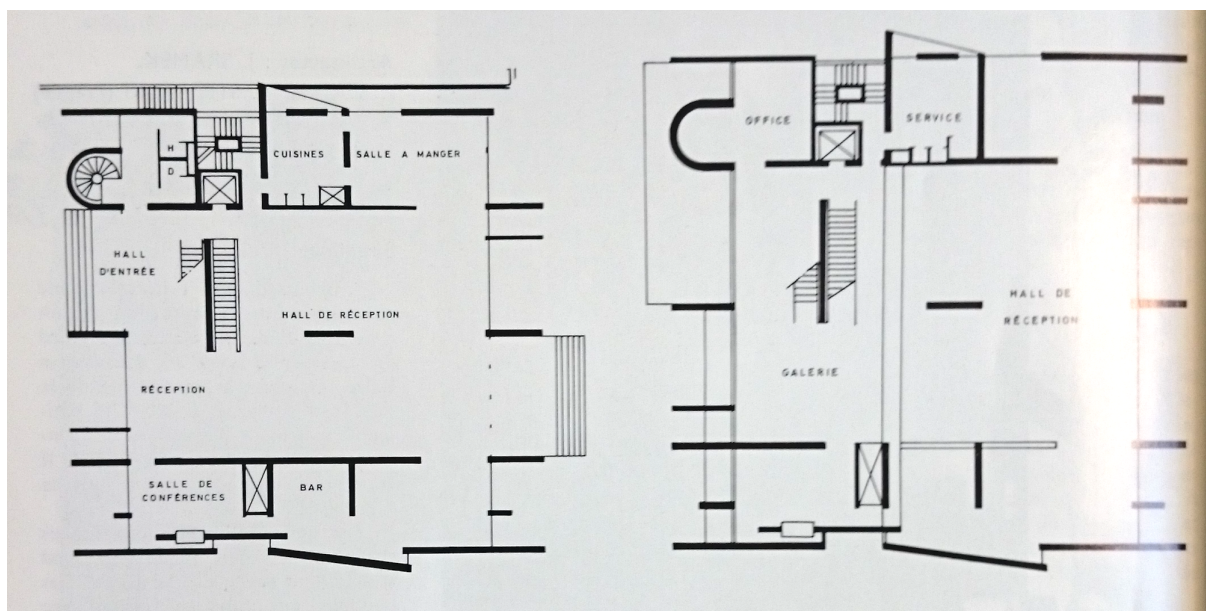 H
D
CUISINES
SALLE A MANGER
HALL
D'ENTRÉE
HALL DE RÉCEPTION
RÉCEPTION
SALLE DE
CONFÉRENCES
BAR
OFFICE
SERVICE
HALL DE
RÉCEPTION
GALERIE